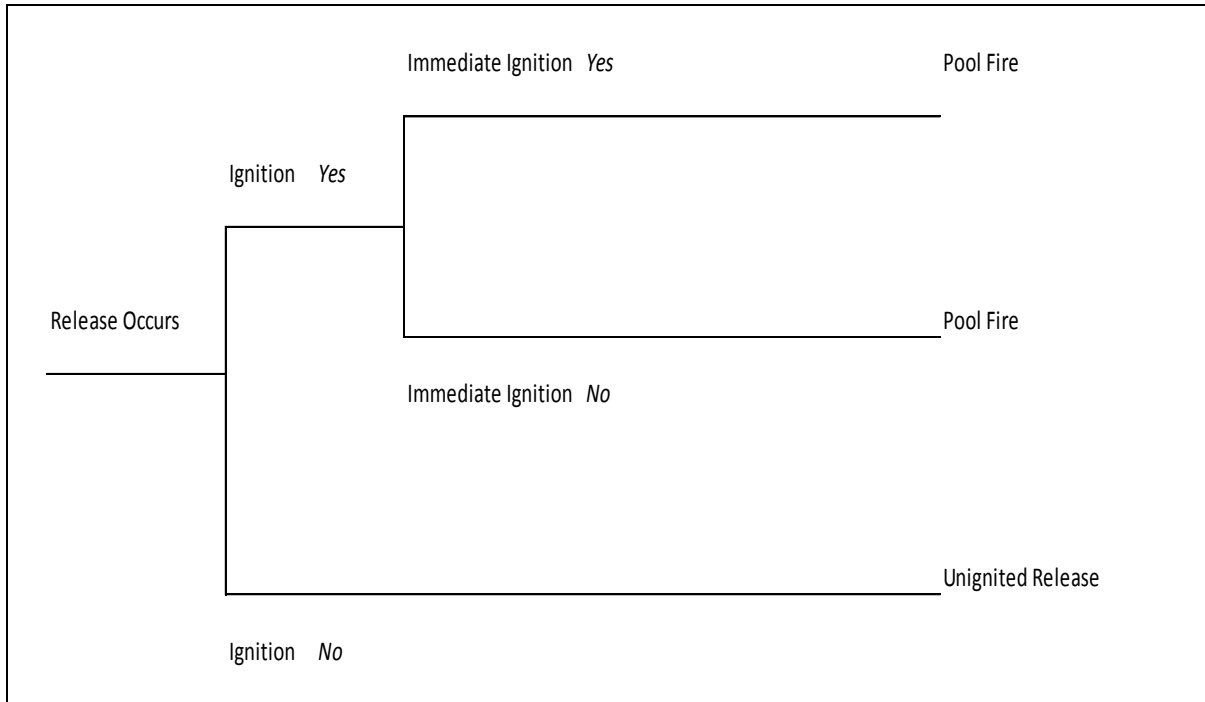 Immediate Ignition Yes
Pool Fire
Ignition Yes
Release Occurs
Pool Fire
Immediate Ignition No
Unignited Release
Ignition No